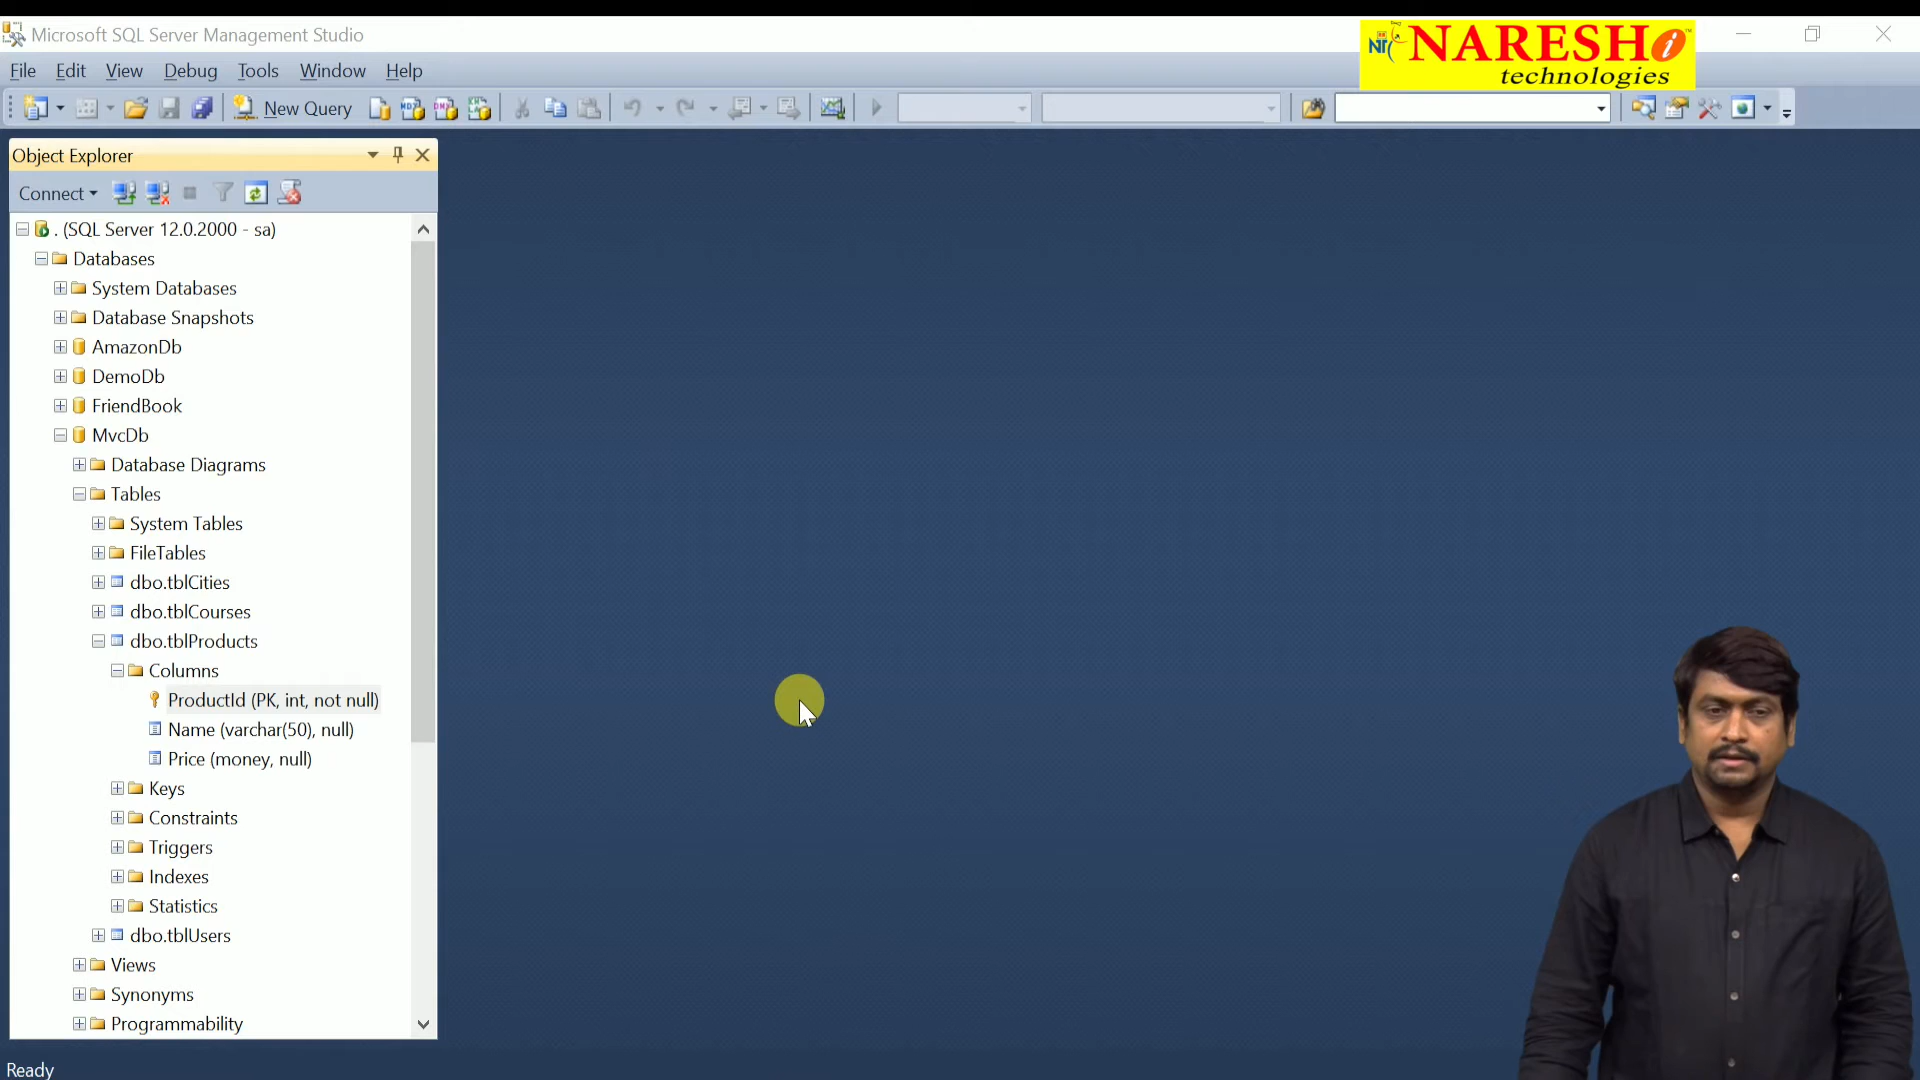 Microsoft SQL Server Management Studio
NARESH i
technologies
File Edit View Debug Tools Window Help
New Query
Object Explorer
Connect
. (SQL Server 12.0.2000 - sa)
Databases
System Databases
Database Snapshots
AmazonDb
DemoDb
FriendBook
MvcDb
Database Diagrams
Tables
System Tables
FileTables
dbo.tblCities
dbo.tblCourses
dbo.tblProducts
Columns
ProductId (PK, int, not null)
Name (varchar(50), null)
Price (money, null)
Keys
Constraints
Triggers
Indexes
Statistics
dbo.tblUsers
Views
Synonyms
Programmability
Ready